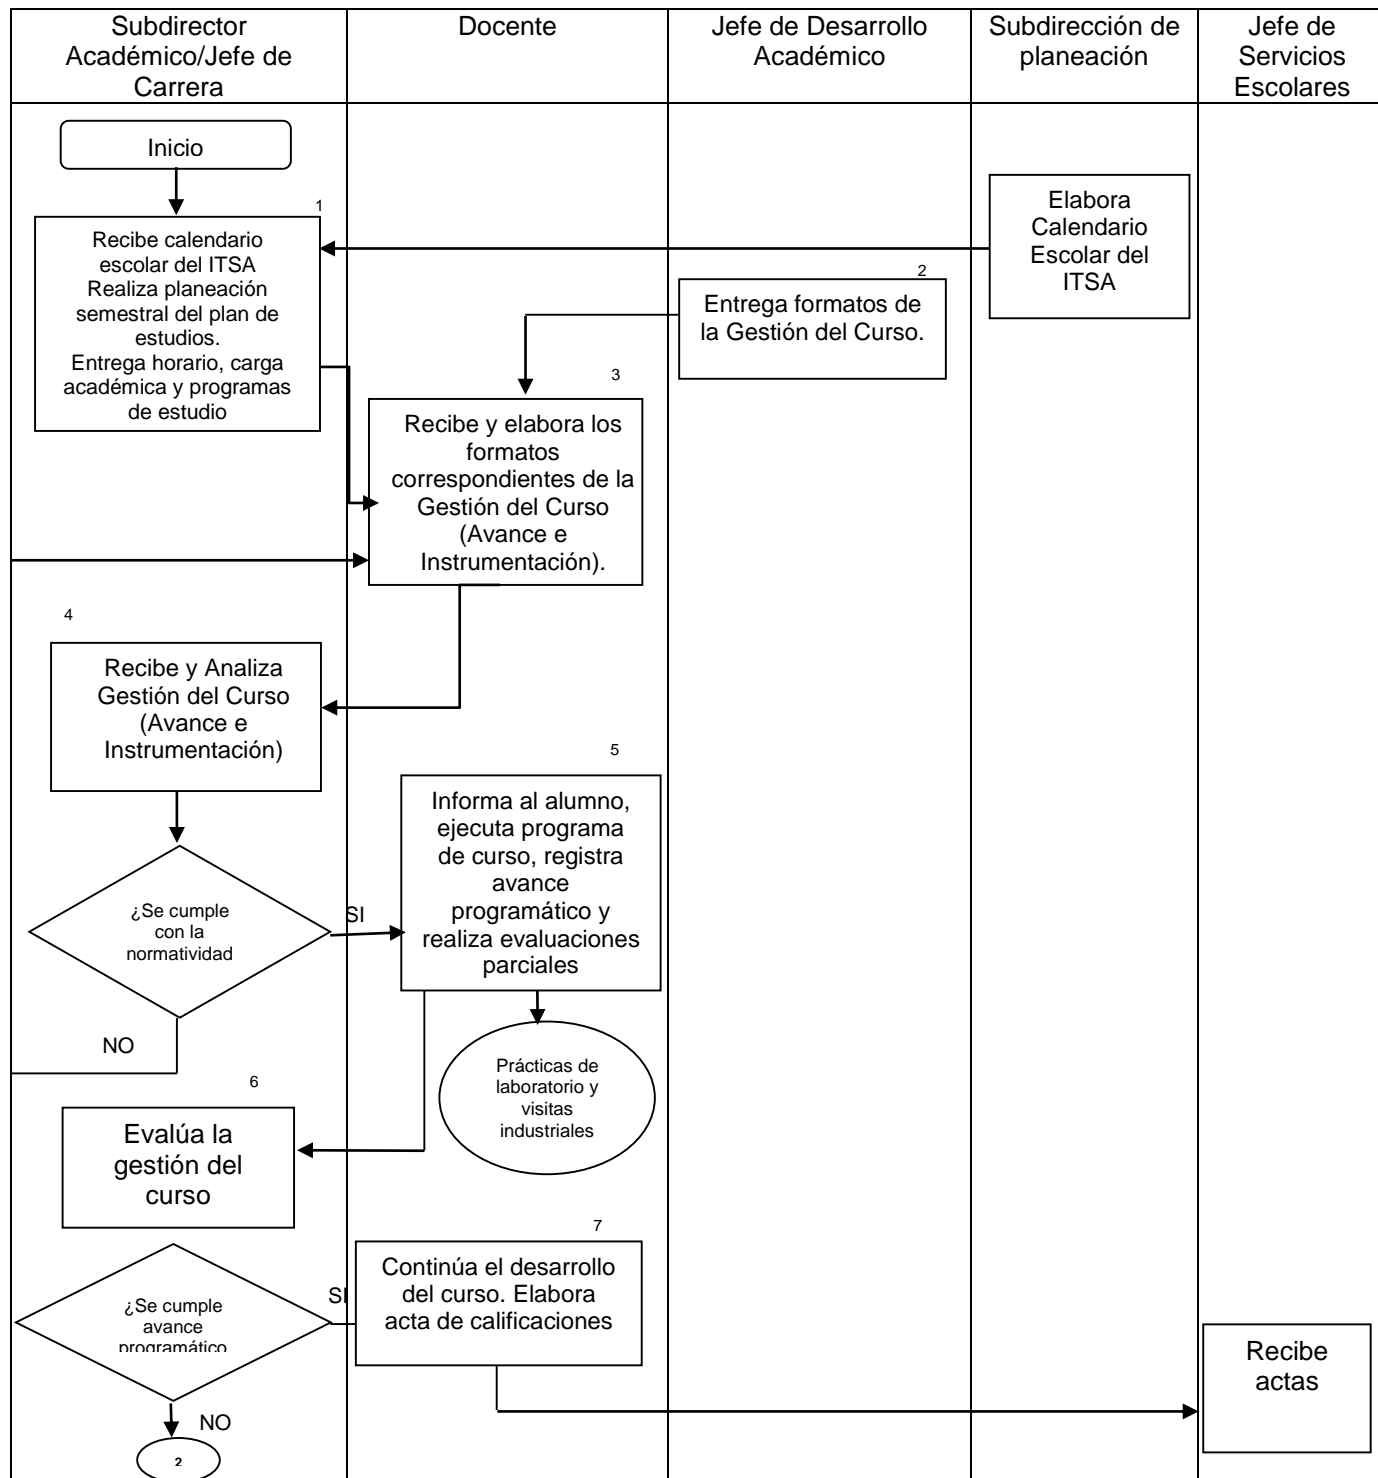 Subdirector
Académico/Jefe de
Carrera
Docente
Jefe de Desarrollo
Académico
Subdirección de
planeación
Jefe de
Servicios
Escolares
Inicio
1
Recibe calendario
escolar del ITSA
Realiza planeación
semestral del plan de
estudios.
Entrega horario, carga
académica y programas
de estudio
Elabora
Calendario
Escolar del
ITSA
2
Entrega formatos de
la Gestión del Curso.
3
Recibe y elabora los
formatos
correspondientes de la
Gestión del Curso
(Avance e
Instrumentación).
4
Recibe y Analiza
Gestión del Curso
(Avance e
Instrumentación)
5
Informa al alumno,
ejecuta programa
de curso, registra
avance
programático y
realiza evaluaciones
parciales
¿Se cumple
con la
normatividad
SI
NO
Prácticas de
laboratorio y
visitas
industriales
6
Evalúa la
gestión del
curso
7
Continúa el desarrollo
del curso. Elabora
acta de calificaciones
¿Se cumple
avance
programático
SI
NO
2
Recibe
actas